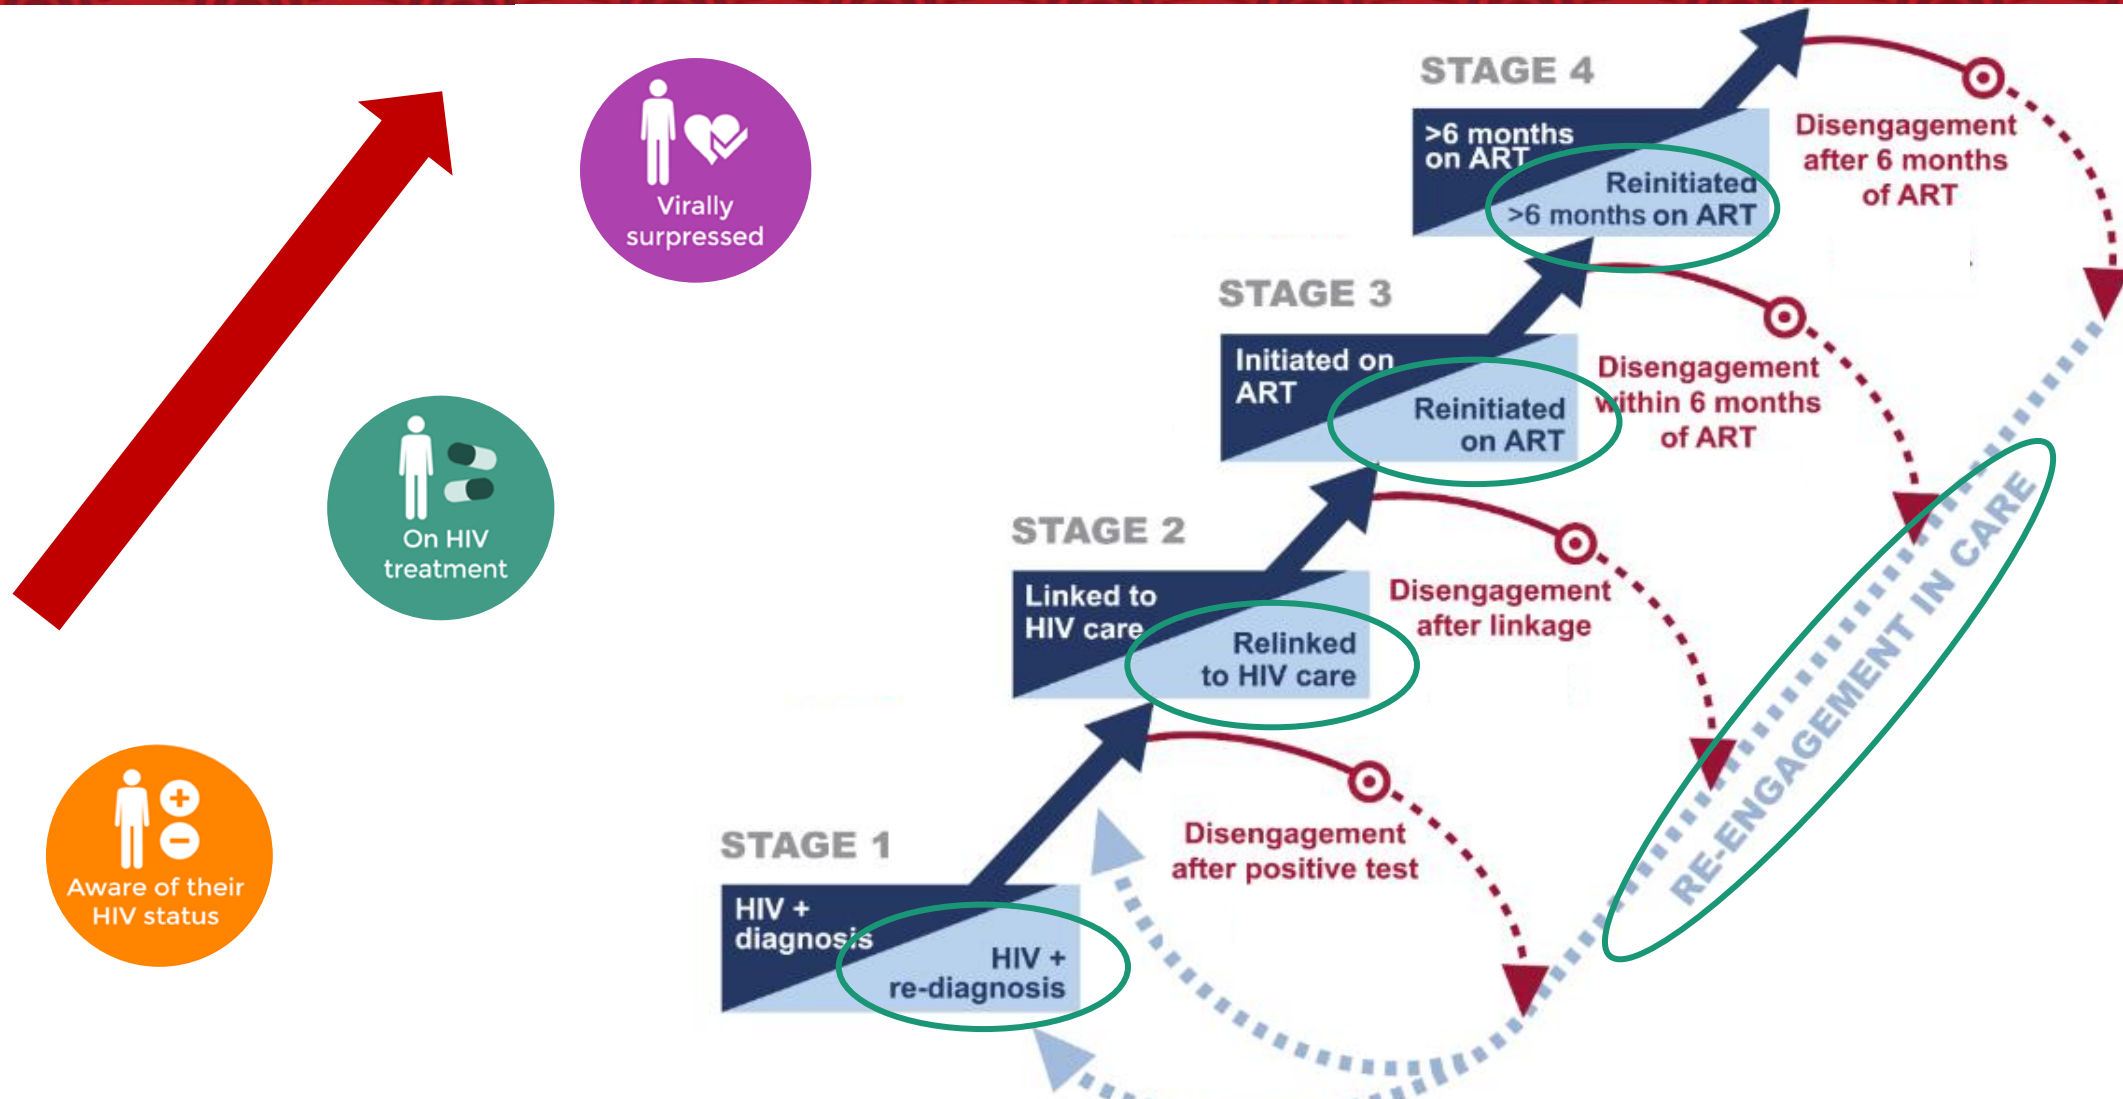 Virally
surpressed
On HIV
treatment
Aware of their
HIV status
STAGE 4
>6 months
on ART
Reinitiated
>6 months on ART
Disengagement
after 6 months
of ART
STAGE 3
Initiated on
ART
Reinitiated
on ART
Disengagement
within 6 months
of ART
STAGE 2
Linked to
HIV care
Relinked
to HIV care
Disengagement
after linkage
STAGE 1
HIV +
diagnosis
HIV +
re-diagnosis
Disengagement
after positive test
RE-ENGAGEMENT IN CARE